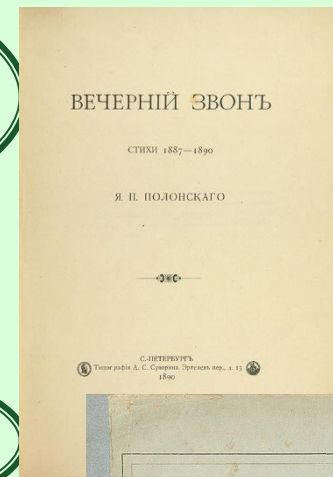 ВЕЧЕРНІЙ ЗВОНЪ
СТИХИ 1887—1890
Я. П. ПОЛОНСКАГО
С.-ПЕТЕРБУРГЪ
Типографія А. С. Суворина. Эртелевъ пер., д. 13
1890